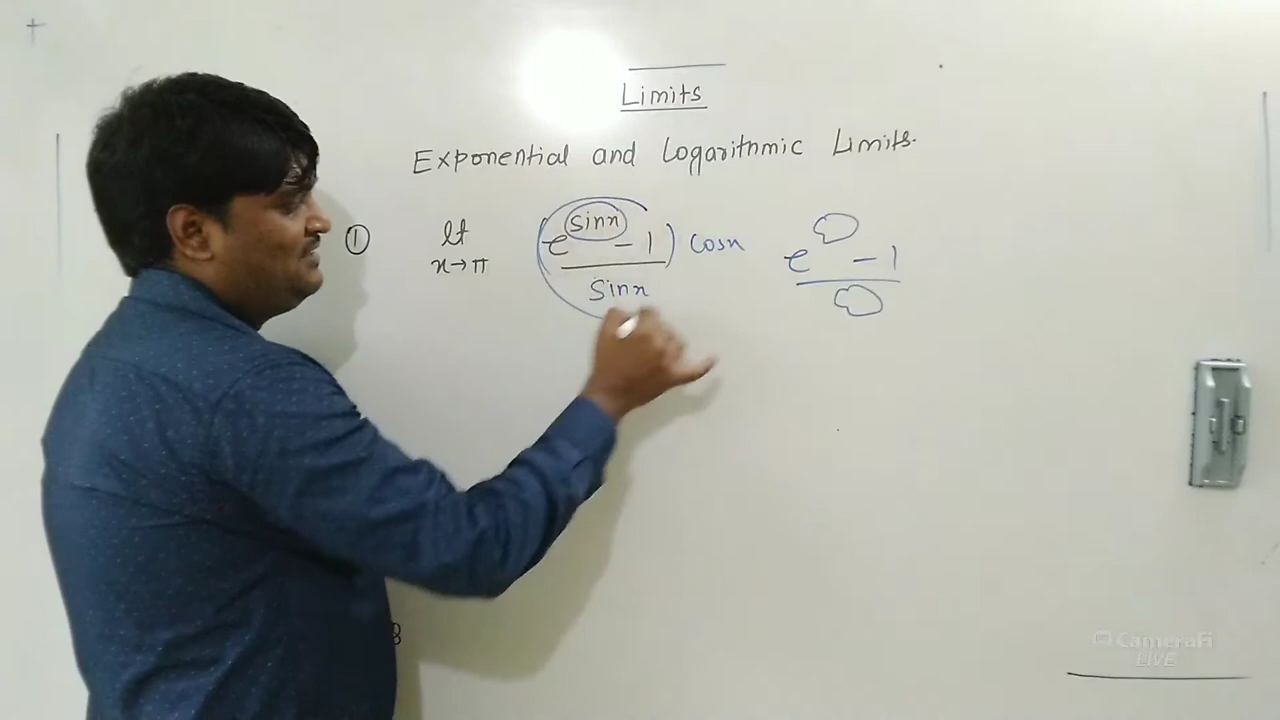 Limits
Exponential and Logarithmic Limits.
① lt x→π (e^sinx - 1) cosx / sinx e - 1
CameraFi
LIVE